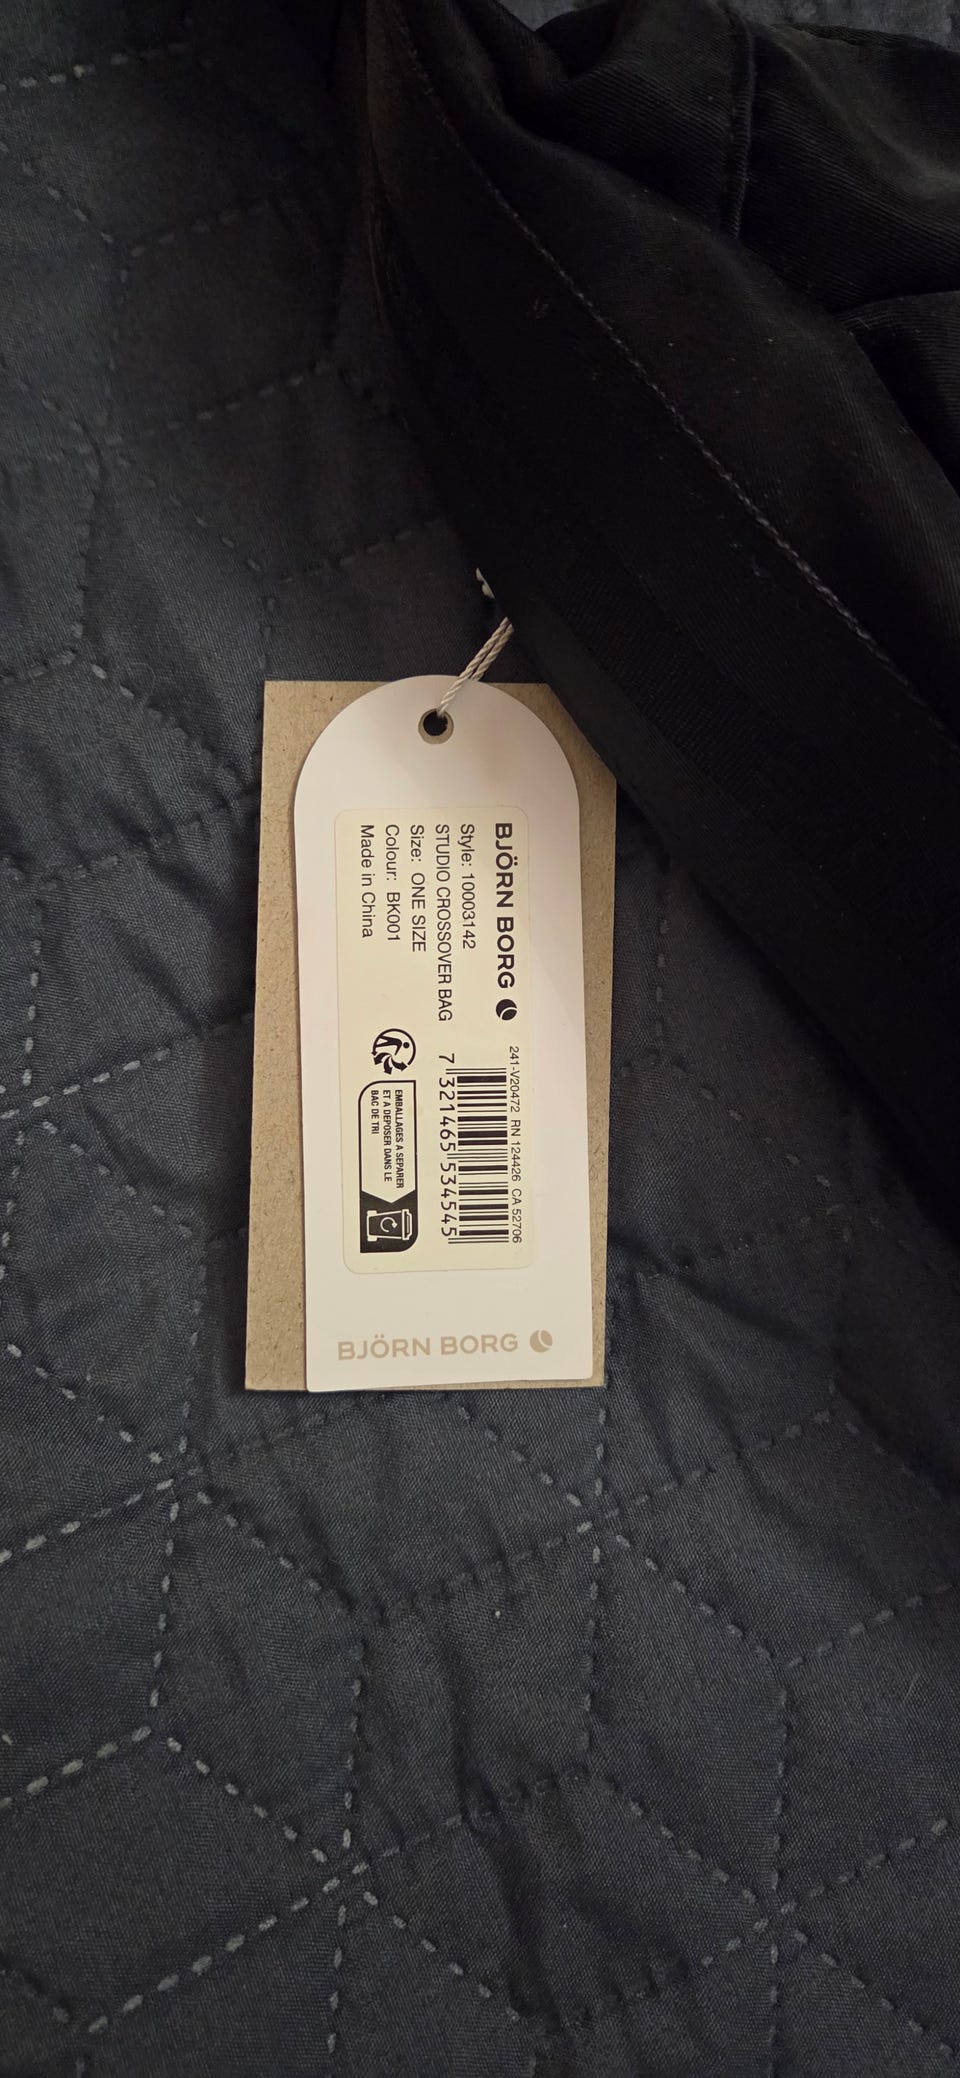 BJÖRN BORG
Style: 10003142
STUDIO CROSSOVER BAG
Size: ONE SIZE
Colour: BK001
Made in China
241-V20472 RN 124426 CA 52706
7 321465 534545
EMBALLAGES A SEPARER
ET A DEPOSER DANS LE
BAC DE TRI
BJÖRN BORG